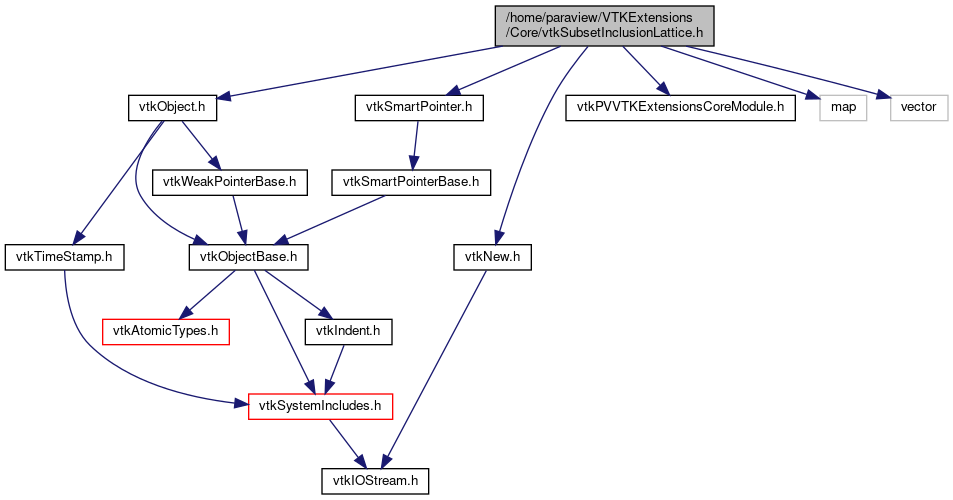 /home/paraview/VTKExtensions
/Core/vtkSubsetInclusionLattice.h
vtkObject.h
vtkSmartPointer.h
vtkPVVTKExtensionsCoreModule.h
map
vector
vtkWeakPointerBase.h
vtkSmartPointerBase.h
vtkTimeStamp.h
vtkObjectBase.h
vtkNew.h
vtkAtomicTypes.h
vtkIndent.h
vtkSystemIncludes.h
vtkIOStream.h